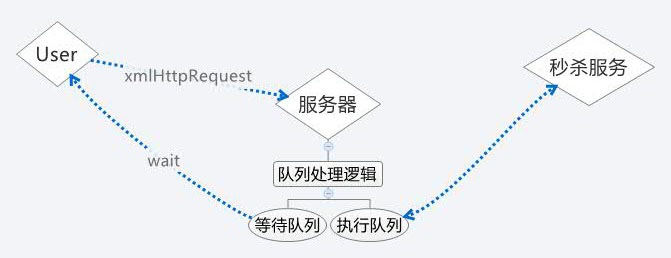 User
xmlHttpRequest
秒杀服务
服务器
wait
队列处理逻辑
等待队列
执行队列